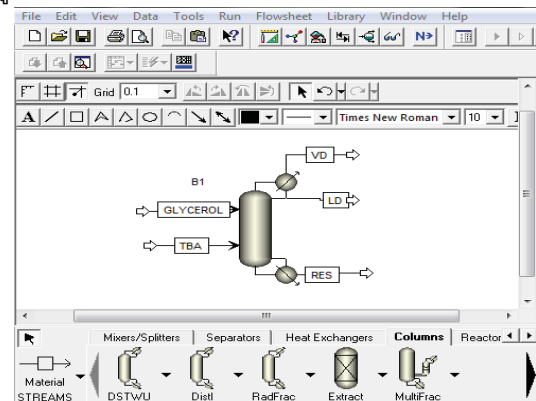 File Edit View Data Tools Run Flowsheet Library Window Help
N>
Grid 0.1
A Times New Roman 10
VD
B1
GLYCEROL
LD
TBA
RES
Mixers/Splitters Separators Heat Exchangers Columns Reactor
Material
STREAMS DSTWU Distl RadFrac Extract MultiFrac